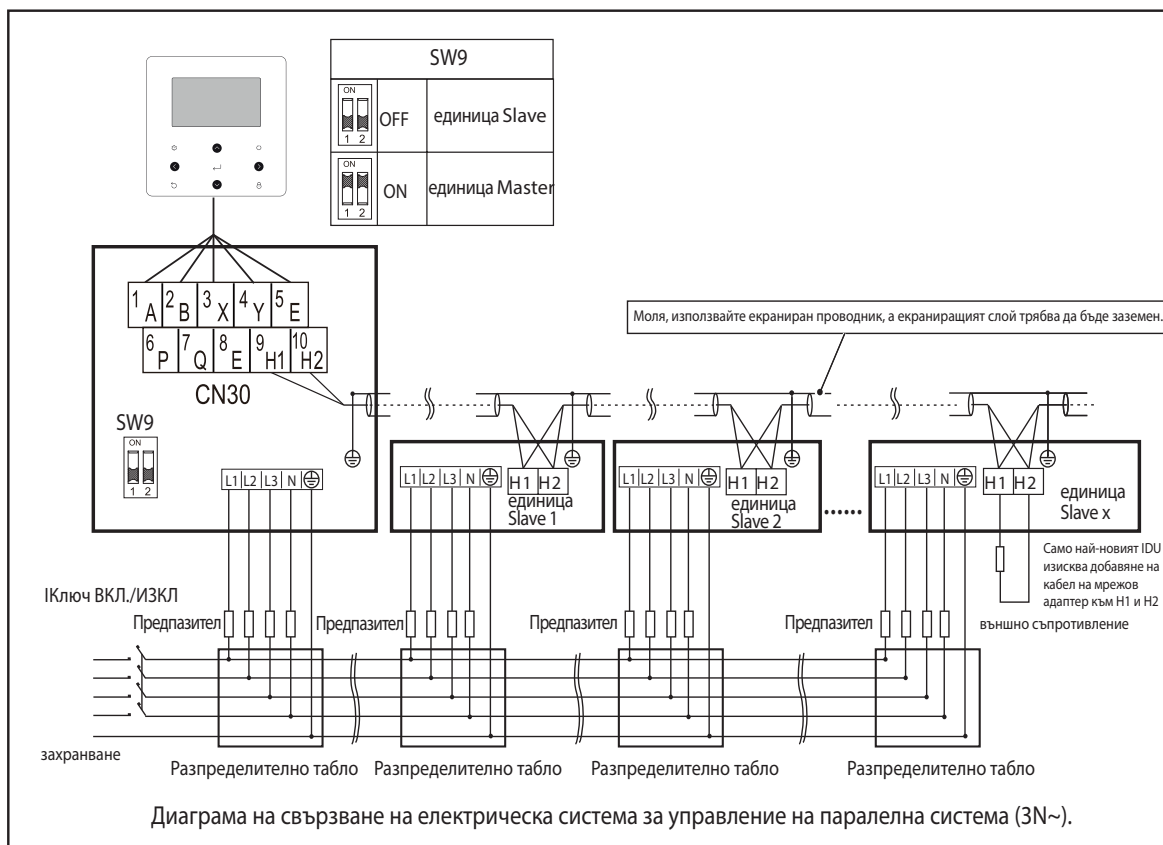 SW9
ON
1 2
OFF
единица Slave
ON
1 2
ON
единица Master
1 A
2 B
3 X
4 Y
5 E
6 P
7 Q
8 E
9 H1
10 H2
CN30
SW9
ON
1 2
Моля, използвайте екраниран проводник, а екраниращият слой трябва да бъде заземен.
L1 L2 L3 N
L1 L2 L3 N
H1 H2
единица
Slave 1
L1 L2 L3 N
H1 H2
единица
Slave 2
L1 L2 L3 N
H1 H2
единица
Slave x
Само най-новият IDU
изисква добавяне на
кабел на мрежов
адаптер към H1 и H2
външно съпротивление
IКлюч ВКЛ./ИЗКЛ
Предпазител
Предпазител
Предпазител
Предпазител
захранване
Разпределително табло
Разпределително табло
Разпределително табло
Разпределително табло
Диаграма на свързване на електрическа система за управление на паралелна система (3N~).